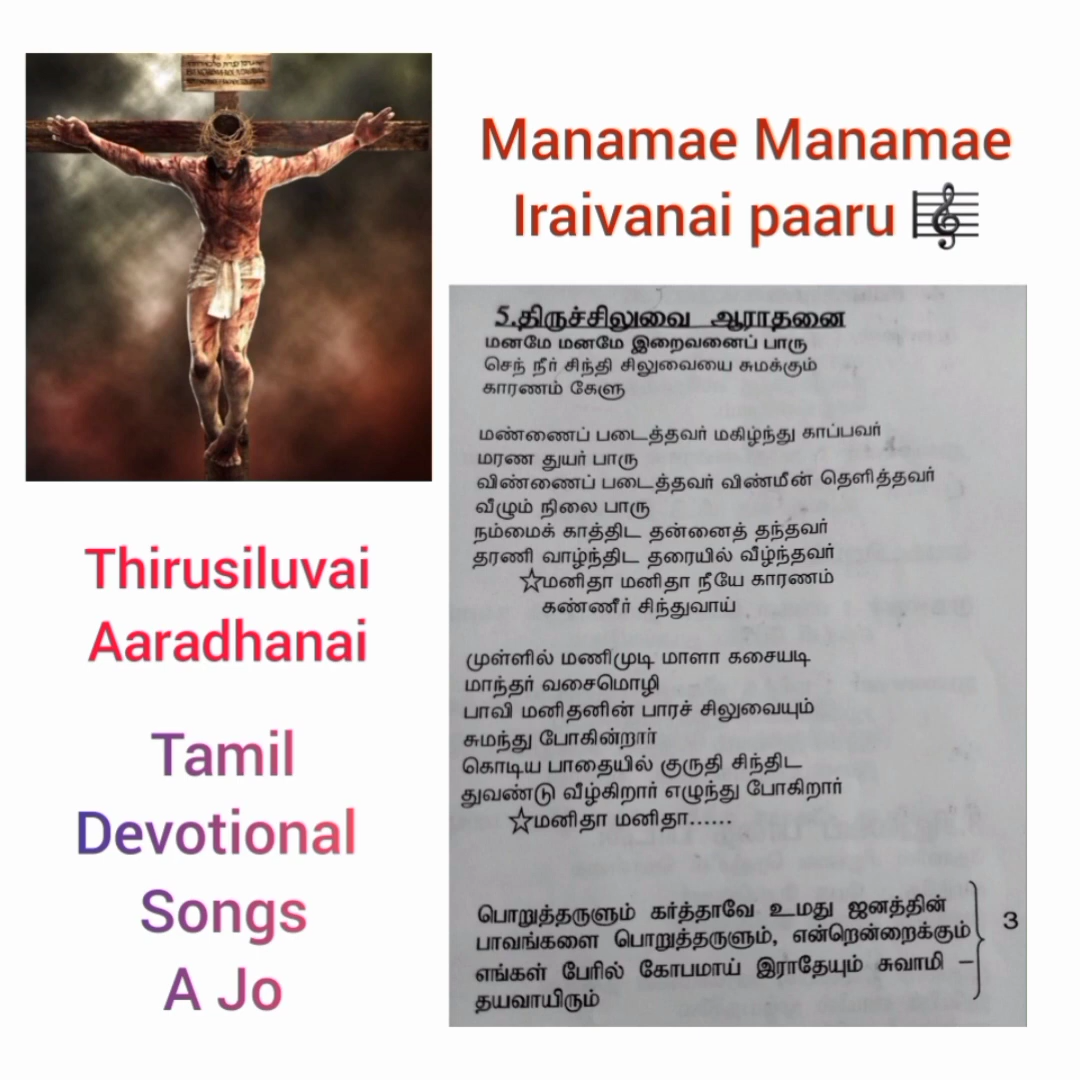 Manamae Manamae
Iraivanai paaru
5.திருச்சிலுவை ஆராதனை
மனமே மனமே இறைவனைப் பாரு
செந் நீர் சிந்தி சிலுவையை சுமக்கும்
காரணம் கேளு
மண்ணைப் படைத்தவர் மகிழ்ந்து காப்பவர்
மரண துயர் பாரு
விண்ணைப் படைத்தவர் விண்மீன் தெளித்தவர்
வீழும் நிலை பாரு
நம்மைக் காத்திட தன்னைத் தந்தவர்
தரணி வாழ்ந்திட தரையில் வீழ்ந்தவர்
☆மனிதா மனிதா நீயே காரணம்
கண்ணீர் சிந்துவாய்
முள்ளில் மணிமுடி மாளா கசையடி
மாந்தர் வசைமொழி
பாவி மனிதனின் பாரச் சிலுவையும்
சுமந்து போகின்றார்
கொடிய பாதையில் குருதி சிந்திட
துவண்டு வீழ்கிறார் எழுந்து போகிறார்
☆மனிதா மனிதா......
பொறுத்தருளும் கர்த்தாவே உமது ஜனத்தின்
பாவங்களை பொறுத்தருளும், என்றென்றைக்கும்
எங்கள் பேரில் கோபமாய் இராதேயும் சுவாமி –
தயவாயிரும்
3
Thirusiluvai
Aaradhanai
Tamil
Devotional
Songs
A Jo